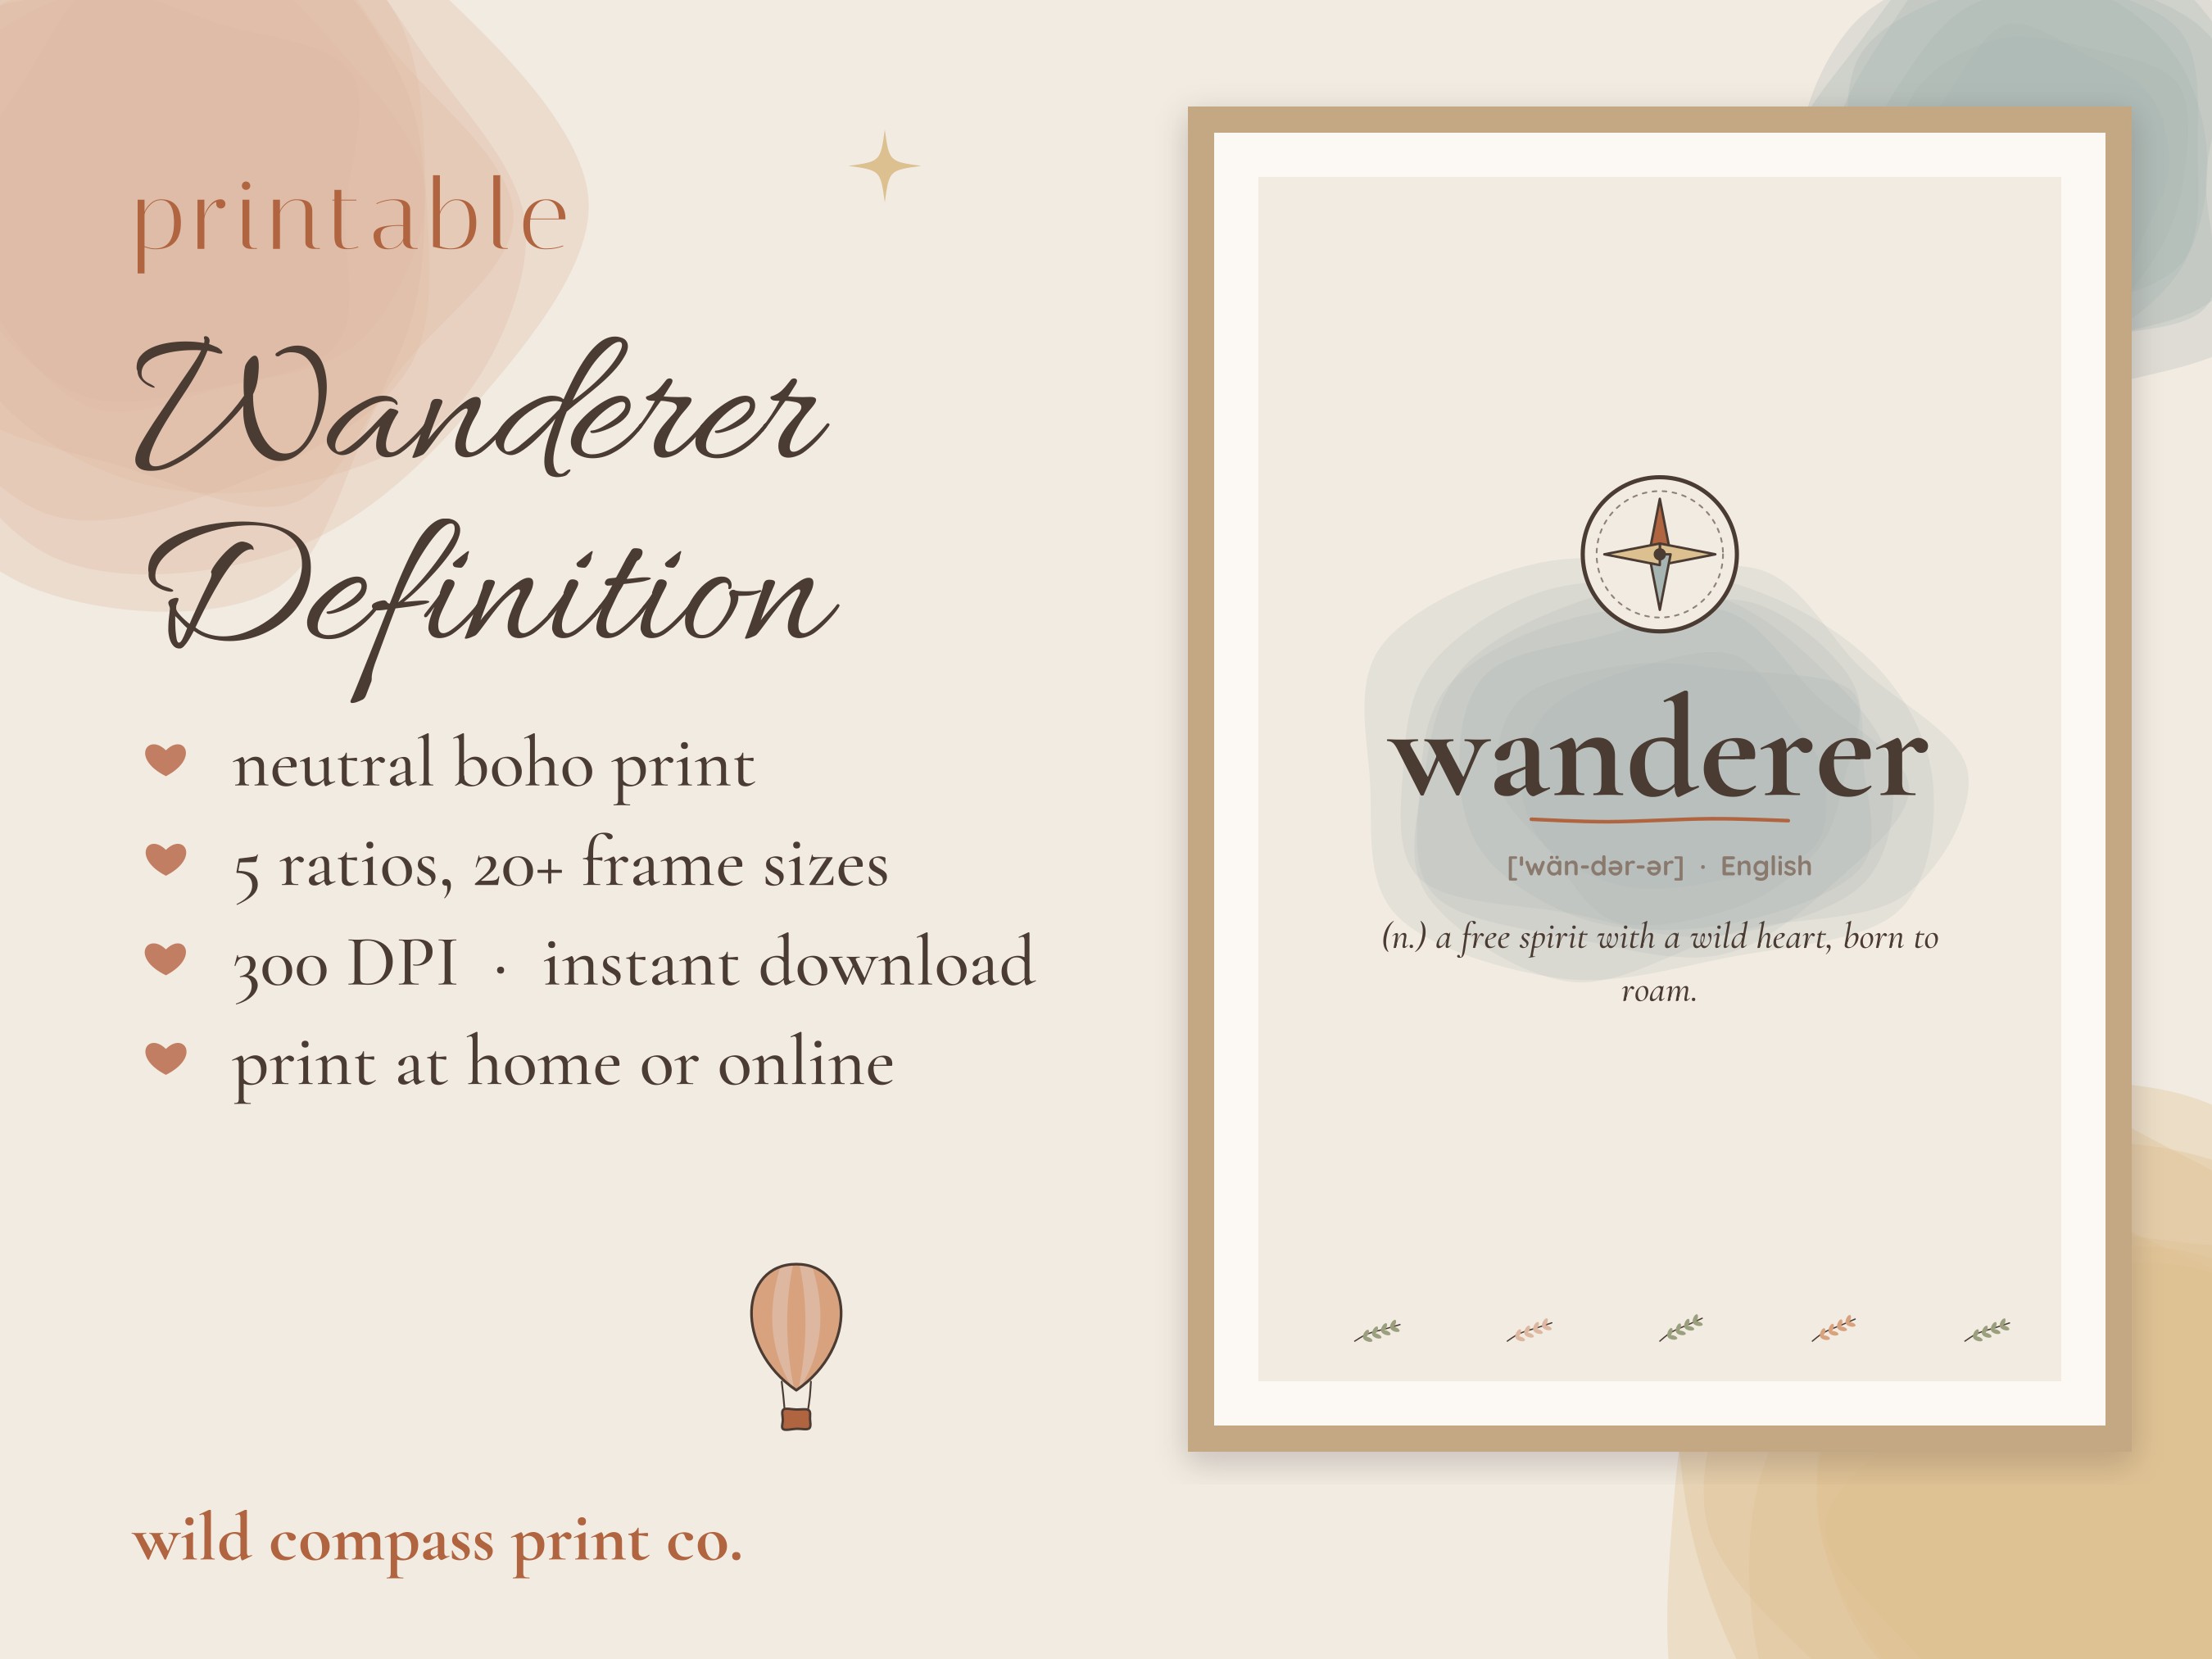 printable
Wanderer
Definition
neutral boho print
5 ratios, 20+ frame sizes
300 DPI · instant download
print at home or online
wild compass print co.
wanderer
['wän-dər-ər] · English
(n.) a free spirit with a wild heart, born to
roam.